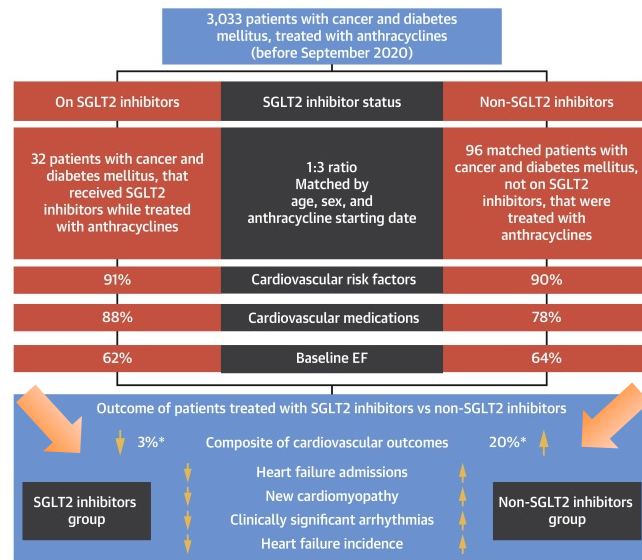 3,033 patients with cancer and diabetes
mellitus, treated with anthracyclines
(before September 2020)
On SGLT2 inhibitors
SGLT2 inhibitor status
Non-SGLT2 inhibitors
32 patients with cancer and
diabetes mellitus, that
received SGLT2
inhibitors while treated
with anthracyclines
1:3 ratio
Matched by
age, sex, and
anthracycline starting date
96 matched patients with
cancer and diabetes mellitus,
not on SGLT2
inhibitors, that were
treated with
anthracyclines
91%
Cardiovascular risk factors
90%
88%
Cardiovascular medications
78%
62%
Baseline EF
64%
Outcome of patients treated with SGLT2 inhibitors vs non-SGLT2 inhibitors
3%*
Composite of cardiovascular outcomes
20%*
Heart failure admissions
New cardiomyopathy
Clinically significant arrhythmias
Heart failure incidence
SGLT2 inhibitors
group
Non-SGLT2 inhibitors
group